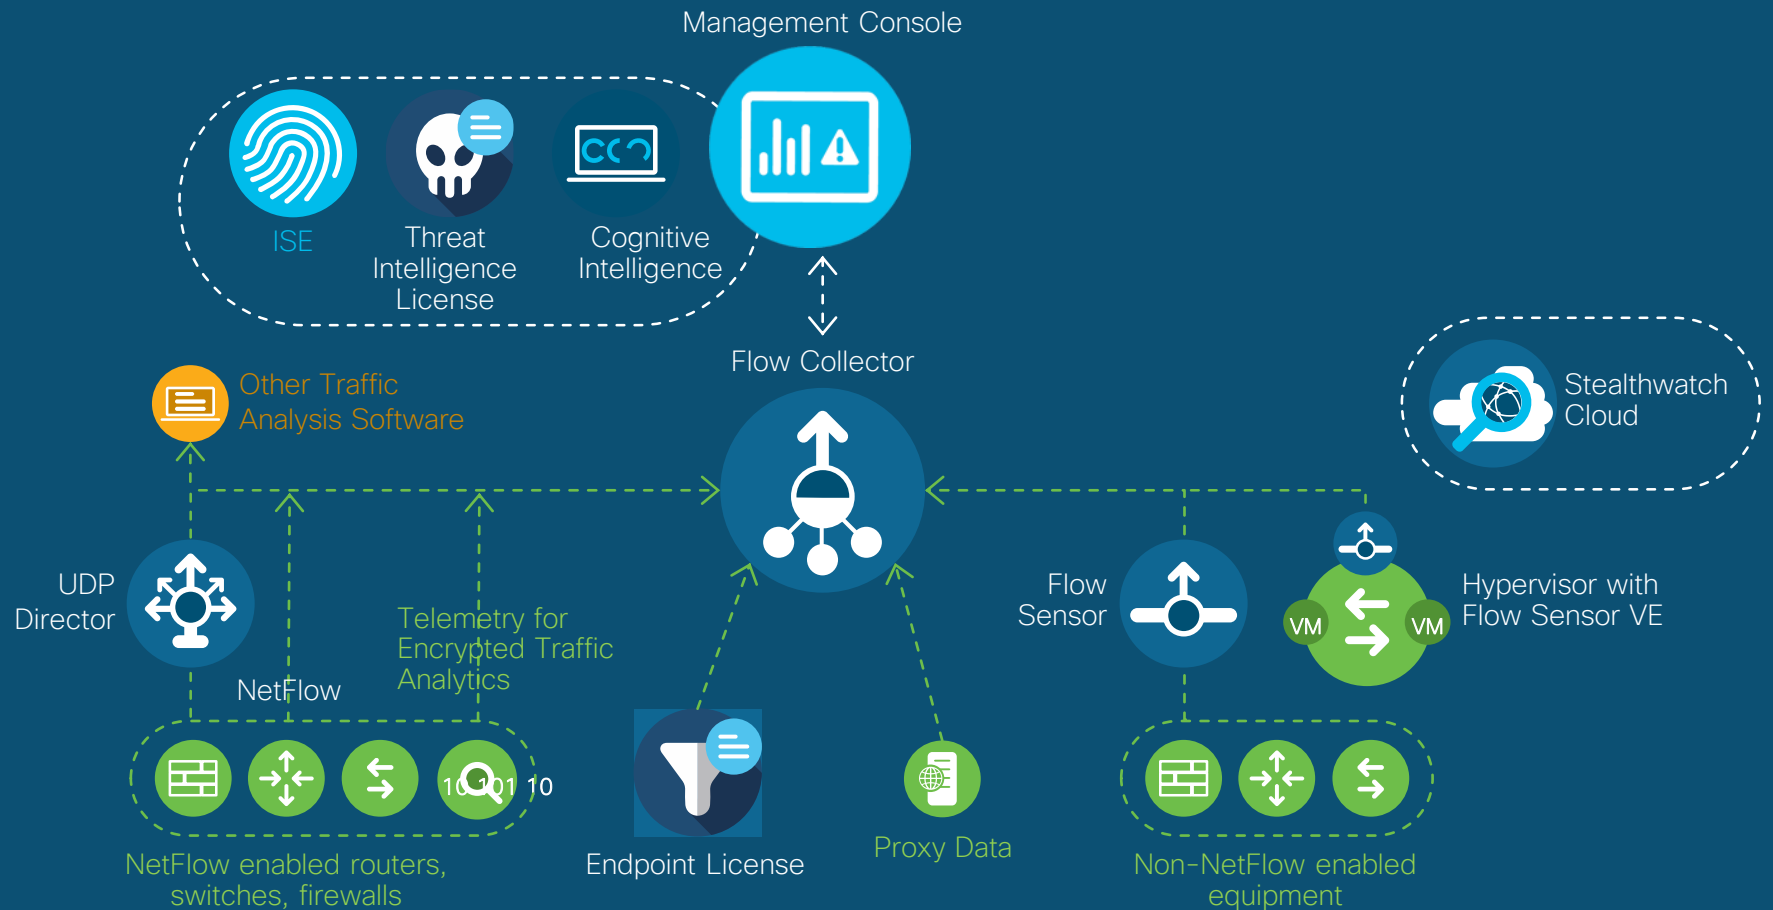 Management Console
ISE
Threat
Intelligence
License
Cognitive
Intelligence
Flow Collector
Other Traffic
Analysis Software
Stealthwatch
Cloud
UDP
Director
Telemetry for
Encrypted Traffic
Analytics
NetFlow
Flow
Sensor
VM
VM
Hypervisor with
Flow Sensor VE
10 101 10
NetFlow enabled routers,
switches, firewalls
Endpoint License
Proxy Data
Non-NetFlow enabled
equipment